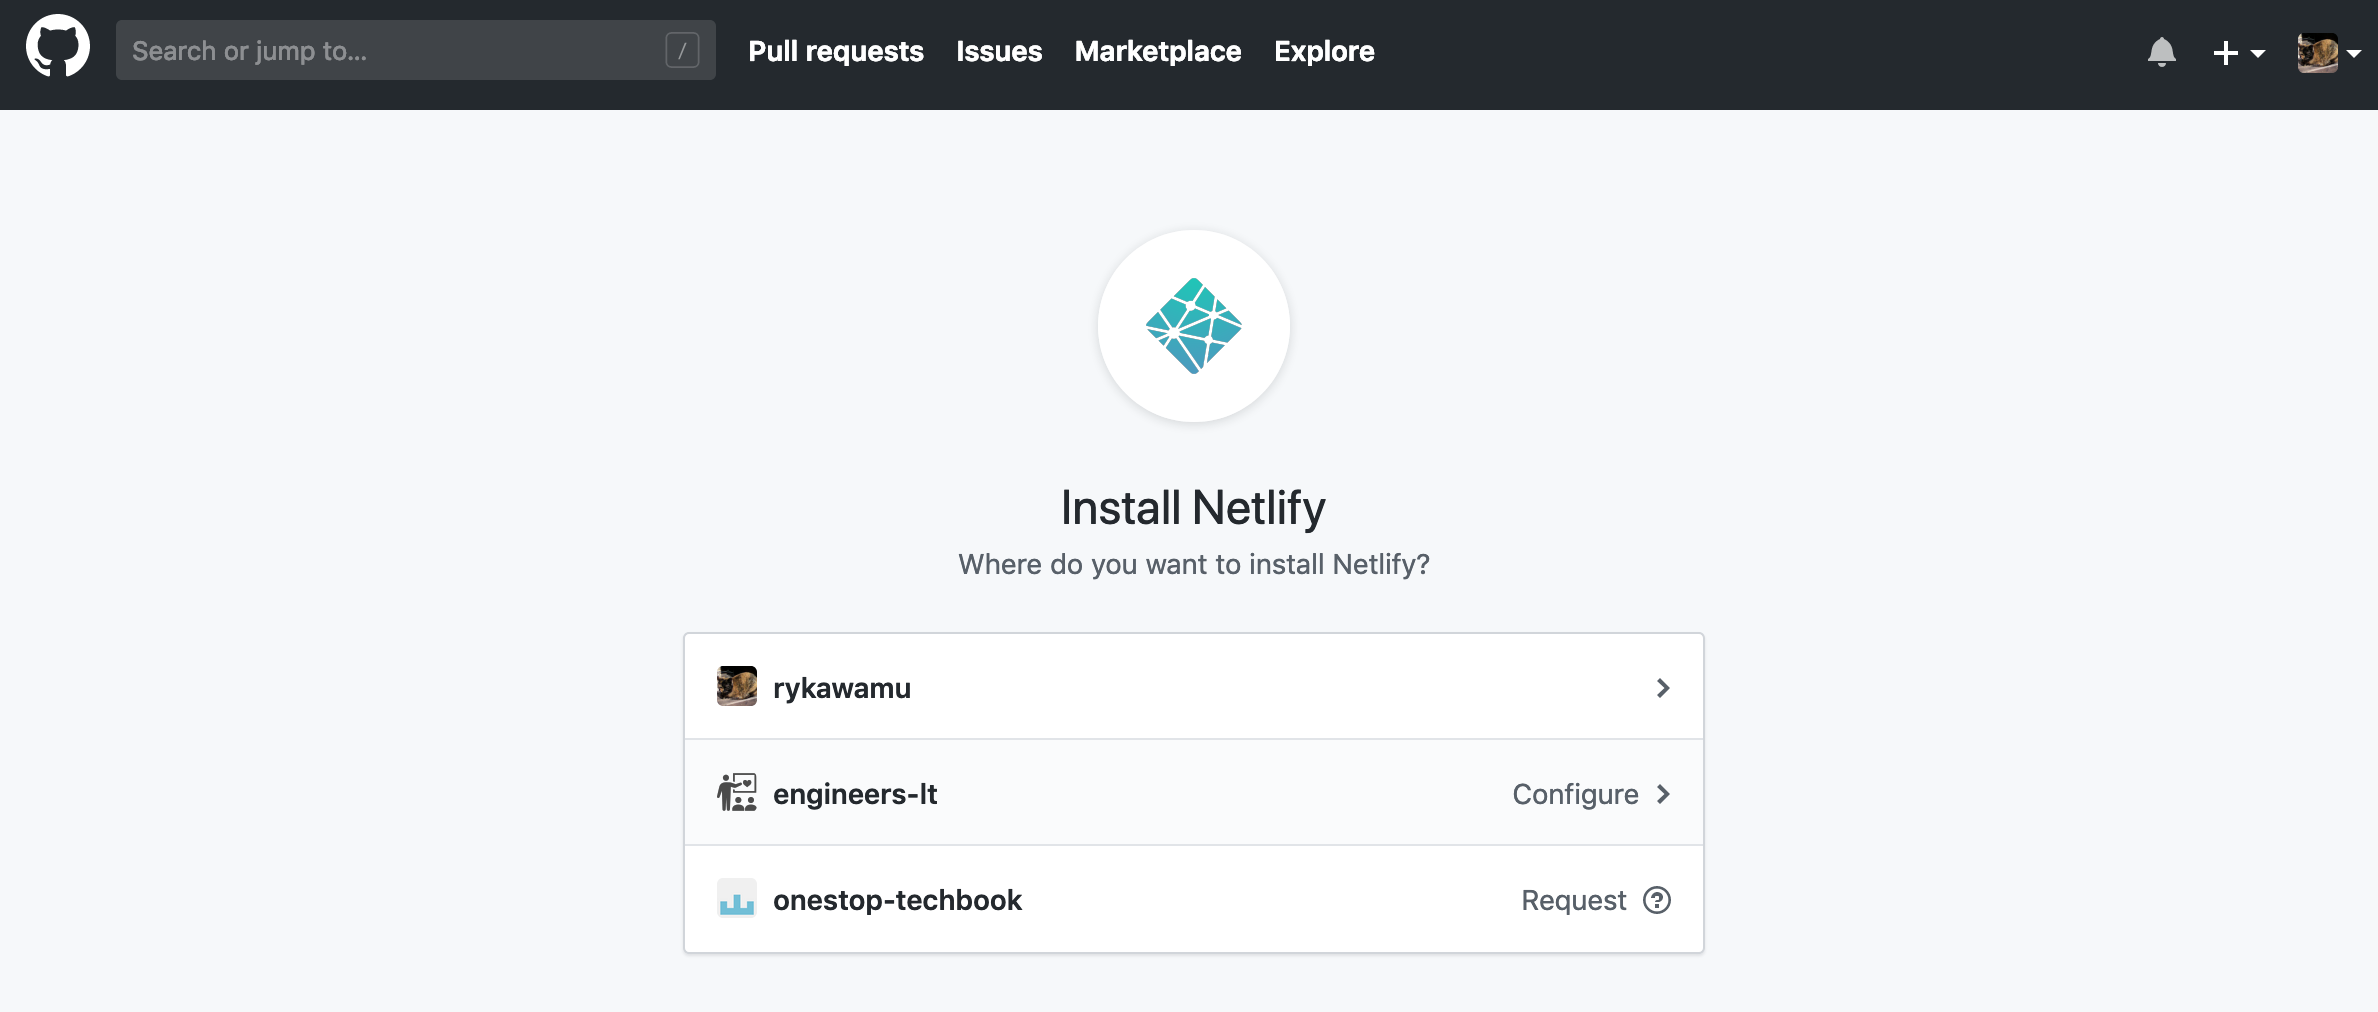 Search or jump to... /
Pull requests Issues Marketplace Explore
Install Netlify
Where do you want to install Netlify?
rykawamu
engineers-lt Configure
onestop-techbook Request ?